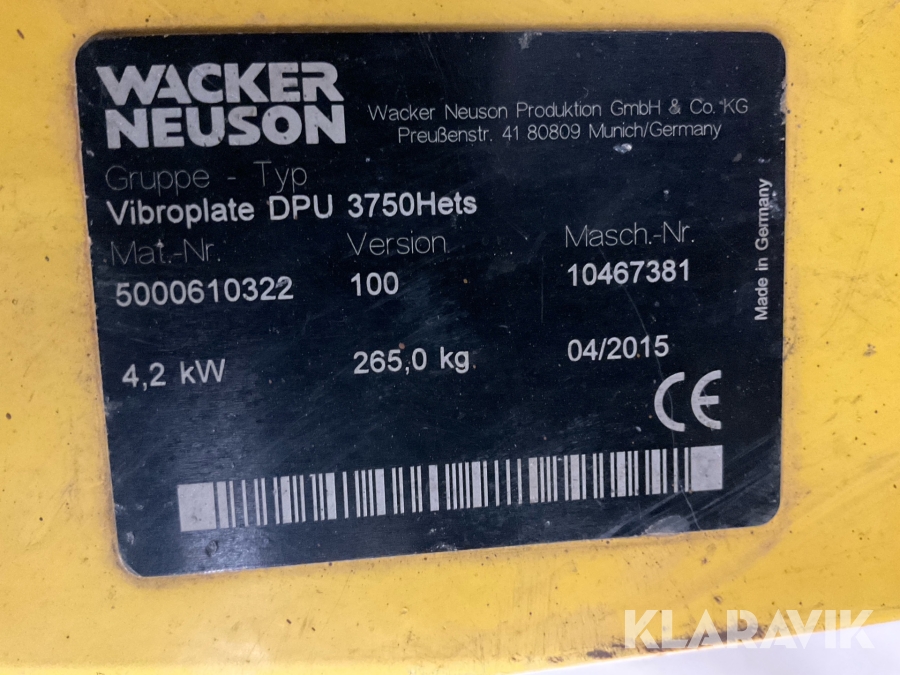 WACKER
NEUSON
Wacker Neuson Produktion GmbH & Co. KG
Preußenstr. 41 80809 Munich/Germany
Gruppe - Typ
Vibroplate DPU 3750Hets
Mat.-Nr. Version Masch.-Nr.
5000610322 100 10467381
4,2 kW 265,0 kg 04/2015
CE
Made in Germany
KLARAVIK